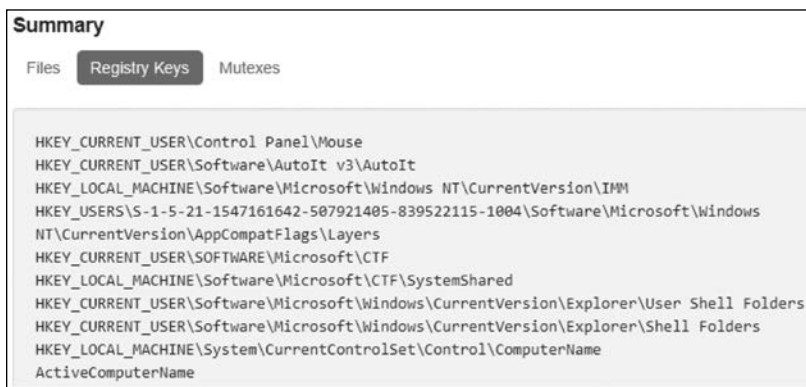 Summary
Files Registry Keys Mutexes
HKEY_CURRENT_USER\Control Panel\Mouse
HKEY_CURRENT_USER\Software\AutoIt v3\AutoIt
HKEY_LOCAL_MACHINE\Software\Microsoft\Windows NT\CurrentVersion\IMM
HKEY_USERS\S-1-5-21-1547161642-507921405-839522115-1004\Software\Microsoft\Windows
NT\CurrentVersion\AppCompatFlags\Layers
HKEY_CURRENT_USER\SOFTWARE\Microsoft\CTF
HKEY_LOCAL_MACHINE\Software\Microsoft\CTF\SystemShared
HKEY_CURRENT_USER\Software\Microsoft\Windows\CurrentVersion\Explorer\User Shell Folders
HKEY_CURRENT_USER\Software\Microsoft\Windows\CurrentVersion\Explorer\Shell Folders
HKEY_LOCAL_MACHINE\System\CurrentControlSet\Control\ComputerName
ActiveComputerName